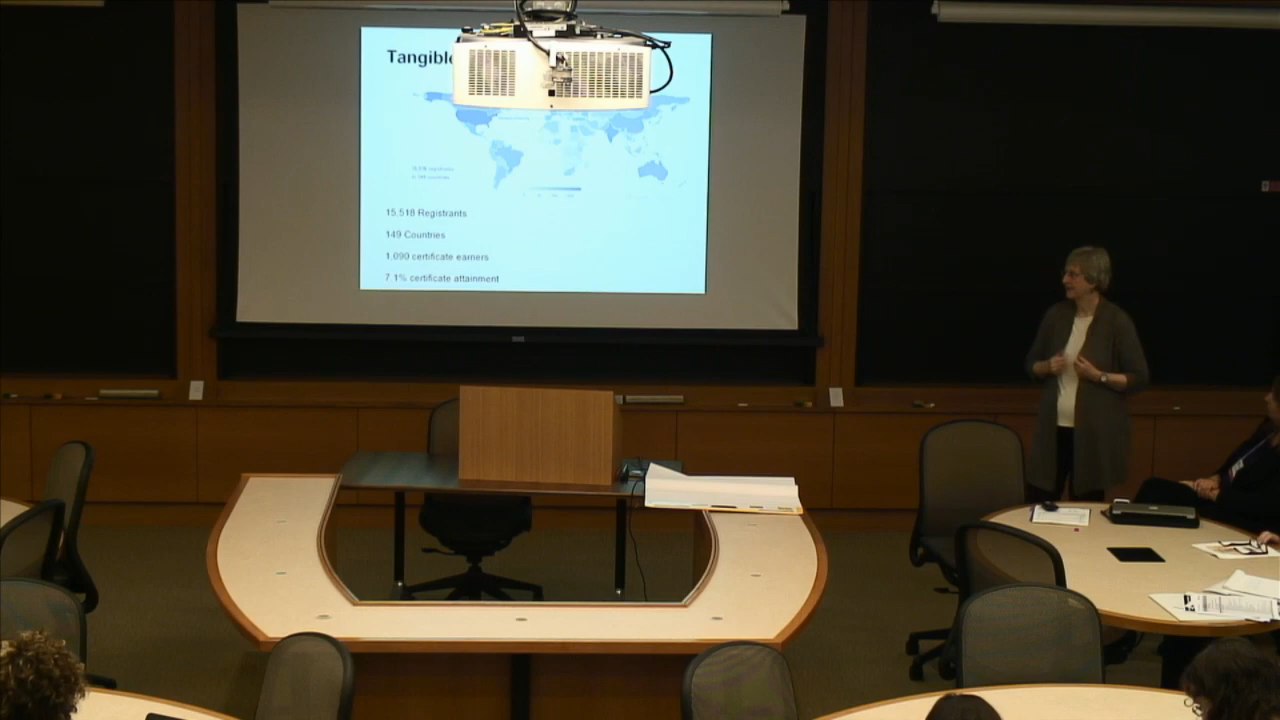 Tangible
15,518 Registrants
149 Countries
1,090 certificate earners
7.1% certificate attainment